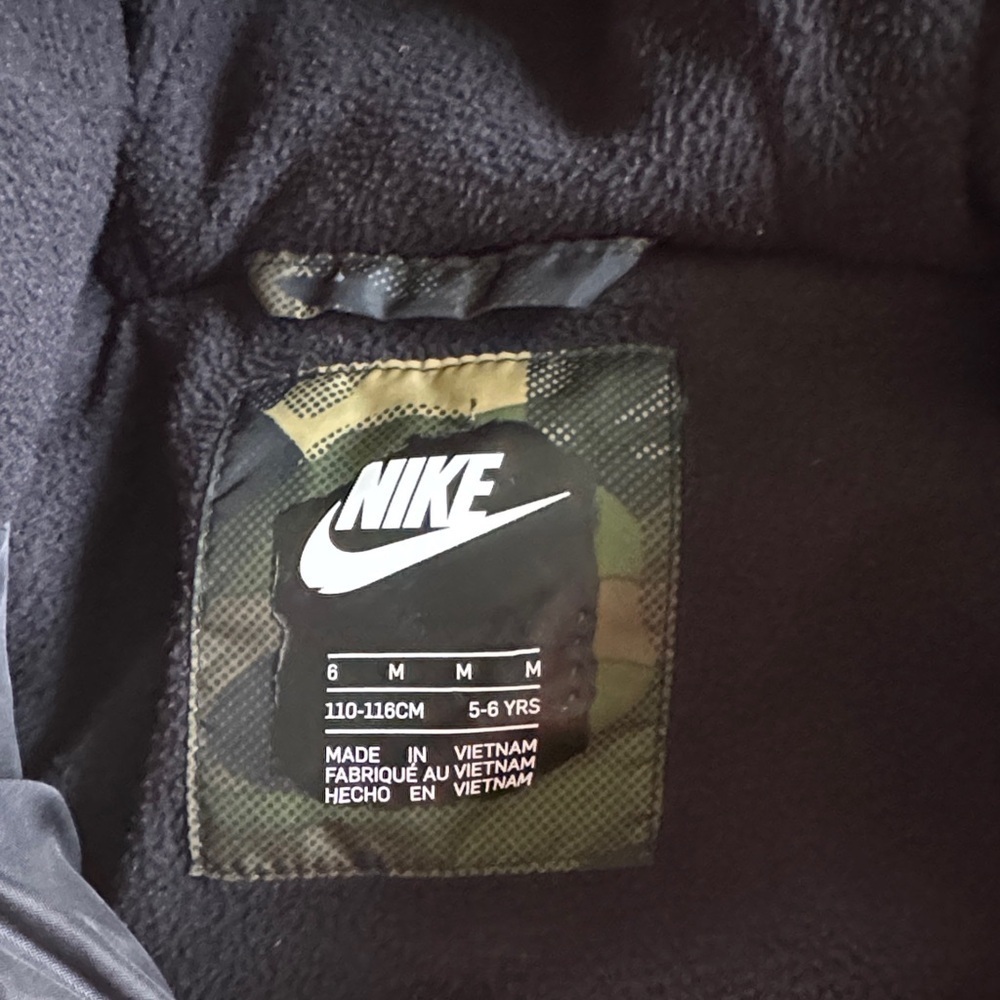 NIKE
6 M M M
110-116CM 5-6 YRS
MADE IN VIETNAM
FABRIQUÉ AU VIETNAM
HECHO EN VIETNAM